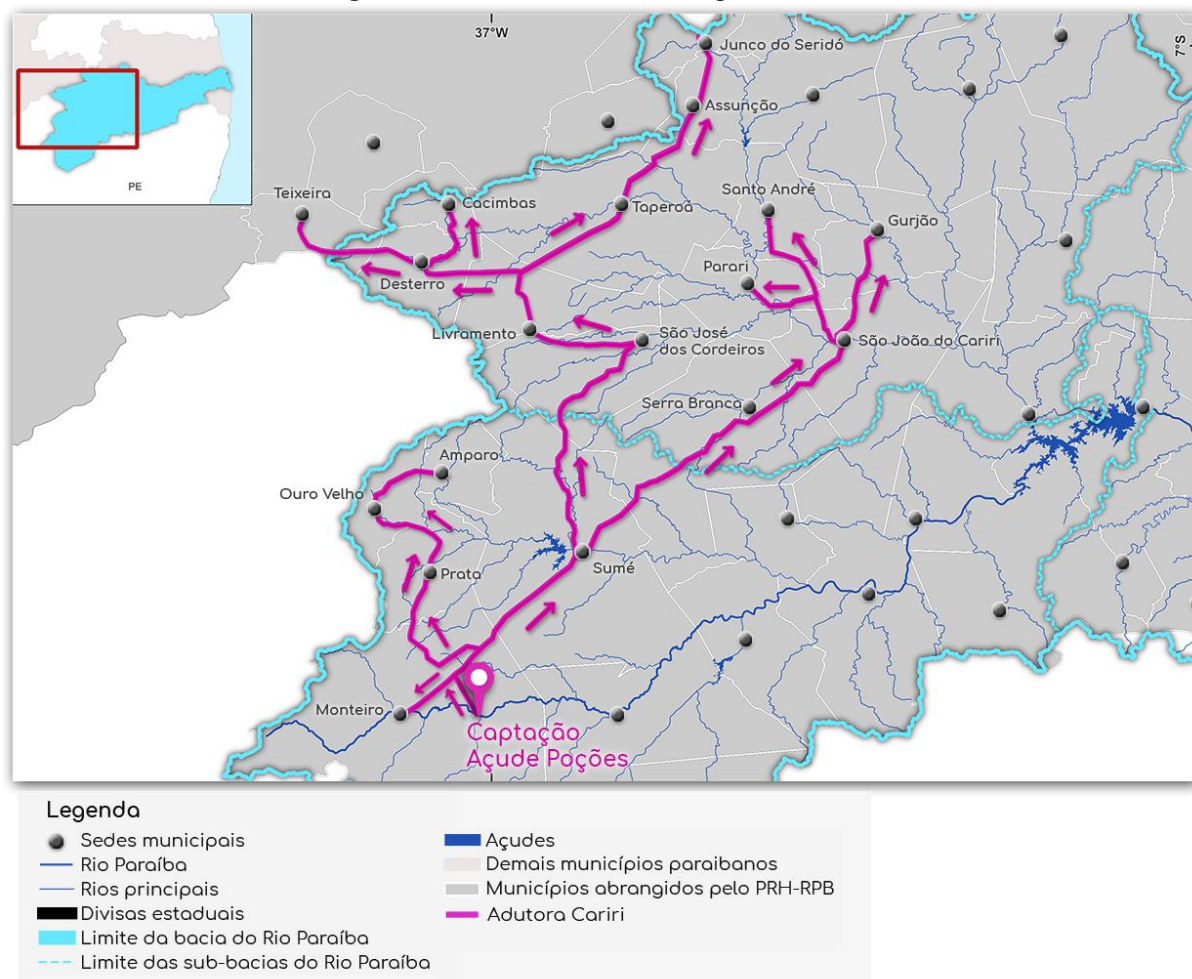 37°W
7°S
Junco do Seridó
Assunção
PE
Teixeira
Cacimbas
Taperoá
Santo André
Gurjão
Desterro
Parari
Livramento
São José
dos Cordeiros
São João do Cariri
Serra Branca
Amparo
Ouro Velho
Sumé
Prata
Monteiro
Captação
Açude Poções
Legenda
Sedes municipais
Rio Paraíba
Rios principais
Divisas estaduais
Limite da bacia do Rio Paraíba
Limite das sub-bacias do Rio Paraíba
Açudes
Demais municípios paraibanos
Municípios abrangidos pelo PRH-RPB
Adutora Cariri